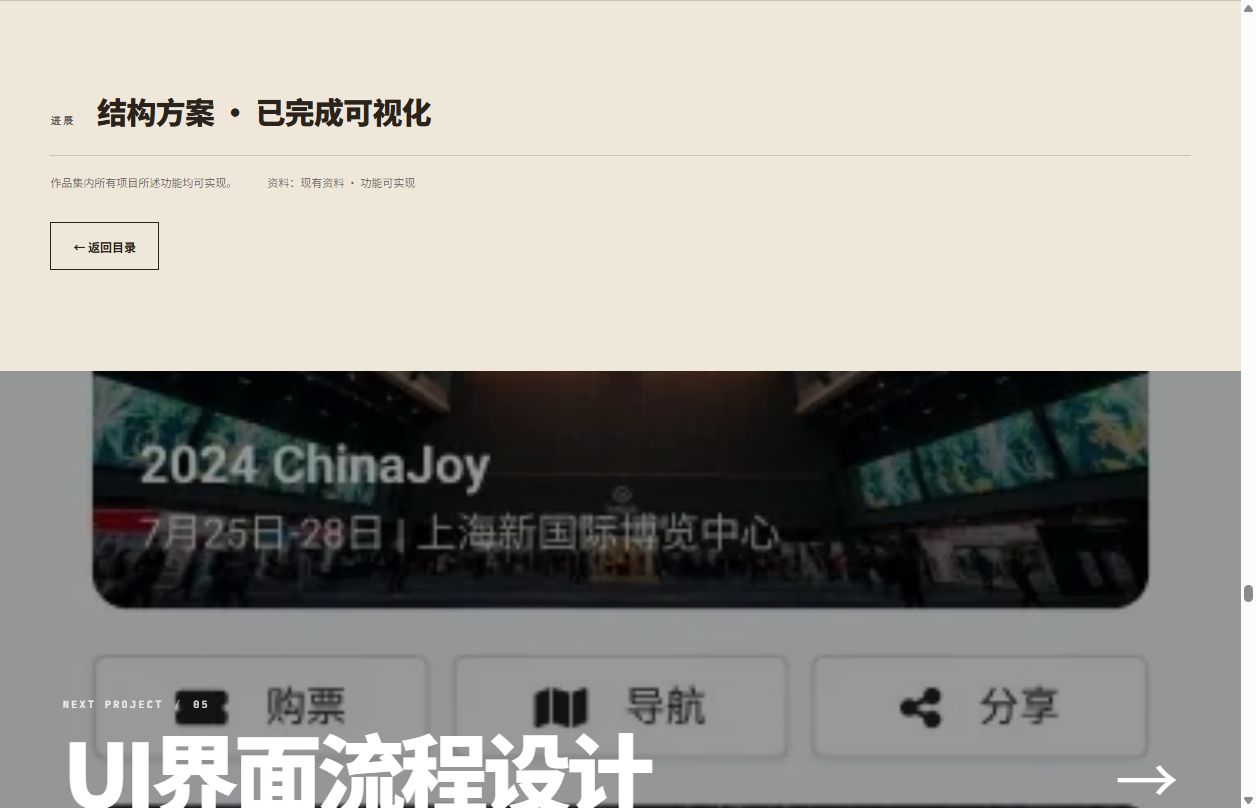 进展 结构方案 · 已完成可视化
作品集内所有项目所述功能均可实现。 资料：现有资料 · 功能可实现
← 返回目录
2024 ChinaJoy
7月25日-28日 | 上海新国际博览中心
购票 导航 分享
NEXT PROJECT / 05
UI界面流程设计
→